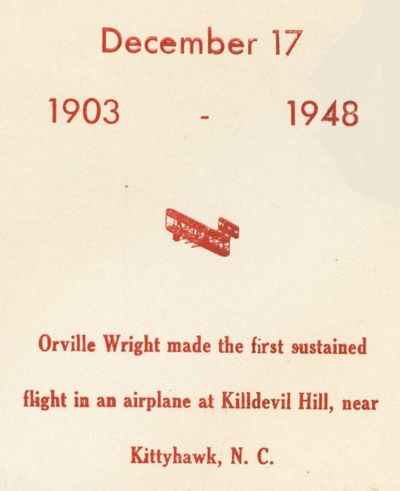 December 17
1903 - 1948
Orville Wright made the first sustained
flight in an airplane at Killdevil Hill, near
Kittyhawk, N. C.